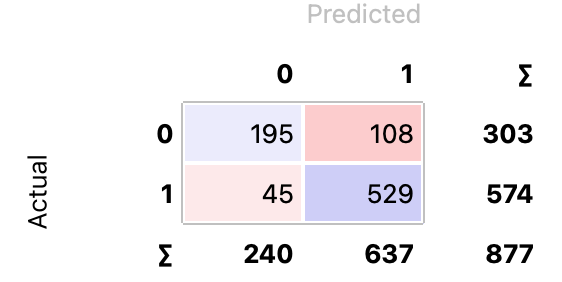 Predicted
0 1 ∑
0 195 108 303
Actual
1 45 529 574
∑ 240 637 877